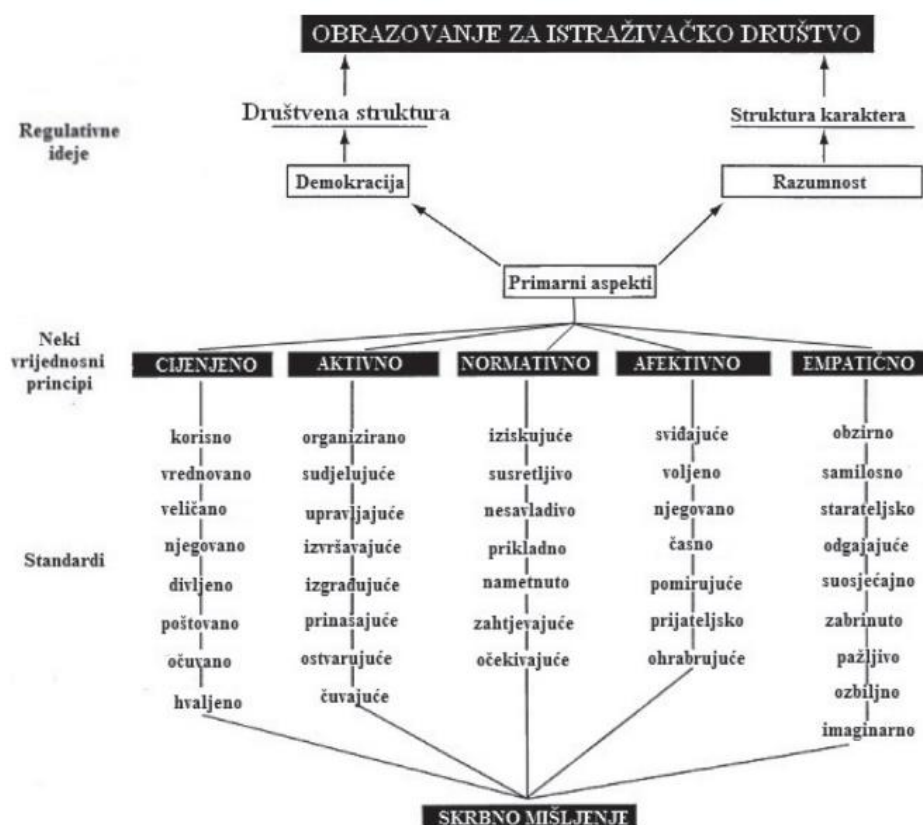 OBRAZOVANJE ZA ISTRAŽIVAČKO DRUŠTVO
Društvena struktura
Struktura karaktera
Regulativne
ideje
Demokracija
Razumnost
Primarni aspekti
Neki
vrijednosni
principi
CIJENJENO
AKTIVNO
NORMATIVNO
AFEKTIVNO
EMPATIČNO
korisno
organizirano
iziskujuće
sviđajuće
obzirno
vrednovano
sudjelujuće
susretljivo
voljeno
samilosno
veličano
upravljajuće
nesavladivo
njegovano
starateljsko
Standardi
njegovano
izvršavajuće
prikladno
časno
odgajajuće
divljeno
izgrađujuće
nametnuto
pomirujuće
suosjećajno
poštovano
prinašajuće
zahtjevajuće
prijateljsko
zabrinuto
očuvano
ostvarujuće
očekivajuće
ohrabrujuće
pažljivo
hvaljeno
čuvajuće
ozbiljno
imaginarno
SKRBNO MIŠLJENJE